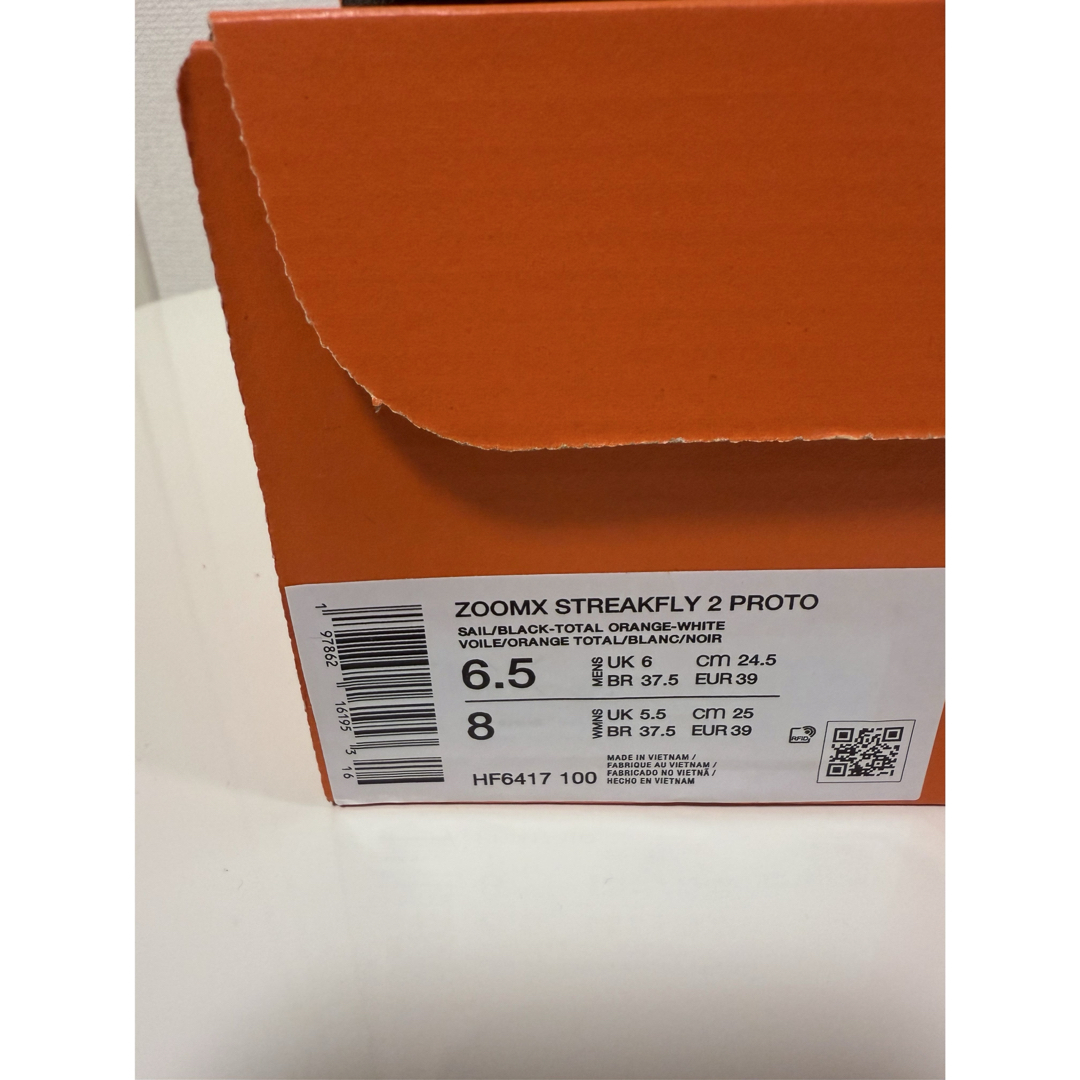 ZOOMX STREAKFLY 2 PROTO
SAIL/BLACK-TOTAL ORANGE-WHITE
VOILE/ORANGE TOTAL/BLANC/NOIR
6.5 MENS UK 6 cm 24.5
BR 37.5 EUR 39
8 WMNS UK 5.5 cm 25
BR 37.5 EUR 39
RFID
HF6417 100
MADE IN VIETNAM /
FABRIQUE AU VIETNAM /
FABRICADO NO VIETNÃ /
HECHO EN VIETNAM
1 97862 16195 3 16